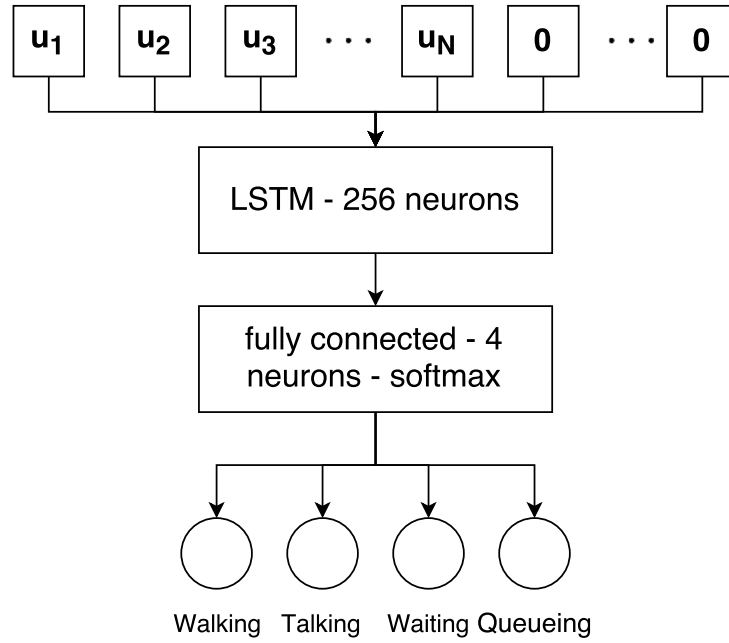 u1 u2 u3 ... uN 0 ... 0
LSTM - 256 neurons
fully connected - 4
neurons - softmax
Walking Talking Waiting Queueing